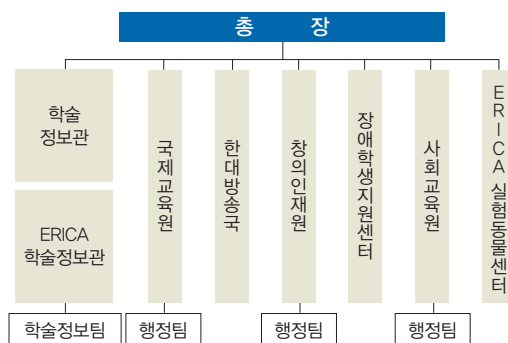 총 장
학술
정보관
ERICA
학술정보관
국제교육원
한대방송국
창의인재원
장애학생지원센터
사회교육원
ERICA 실험동물센터
학술정보팀
행정팀
행정팀
행정팀